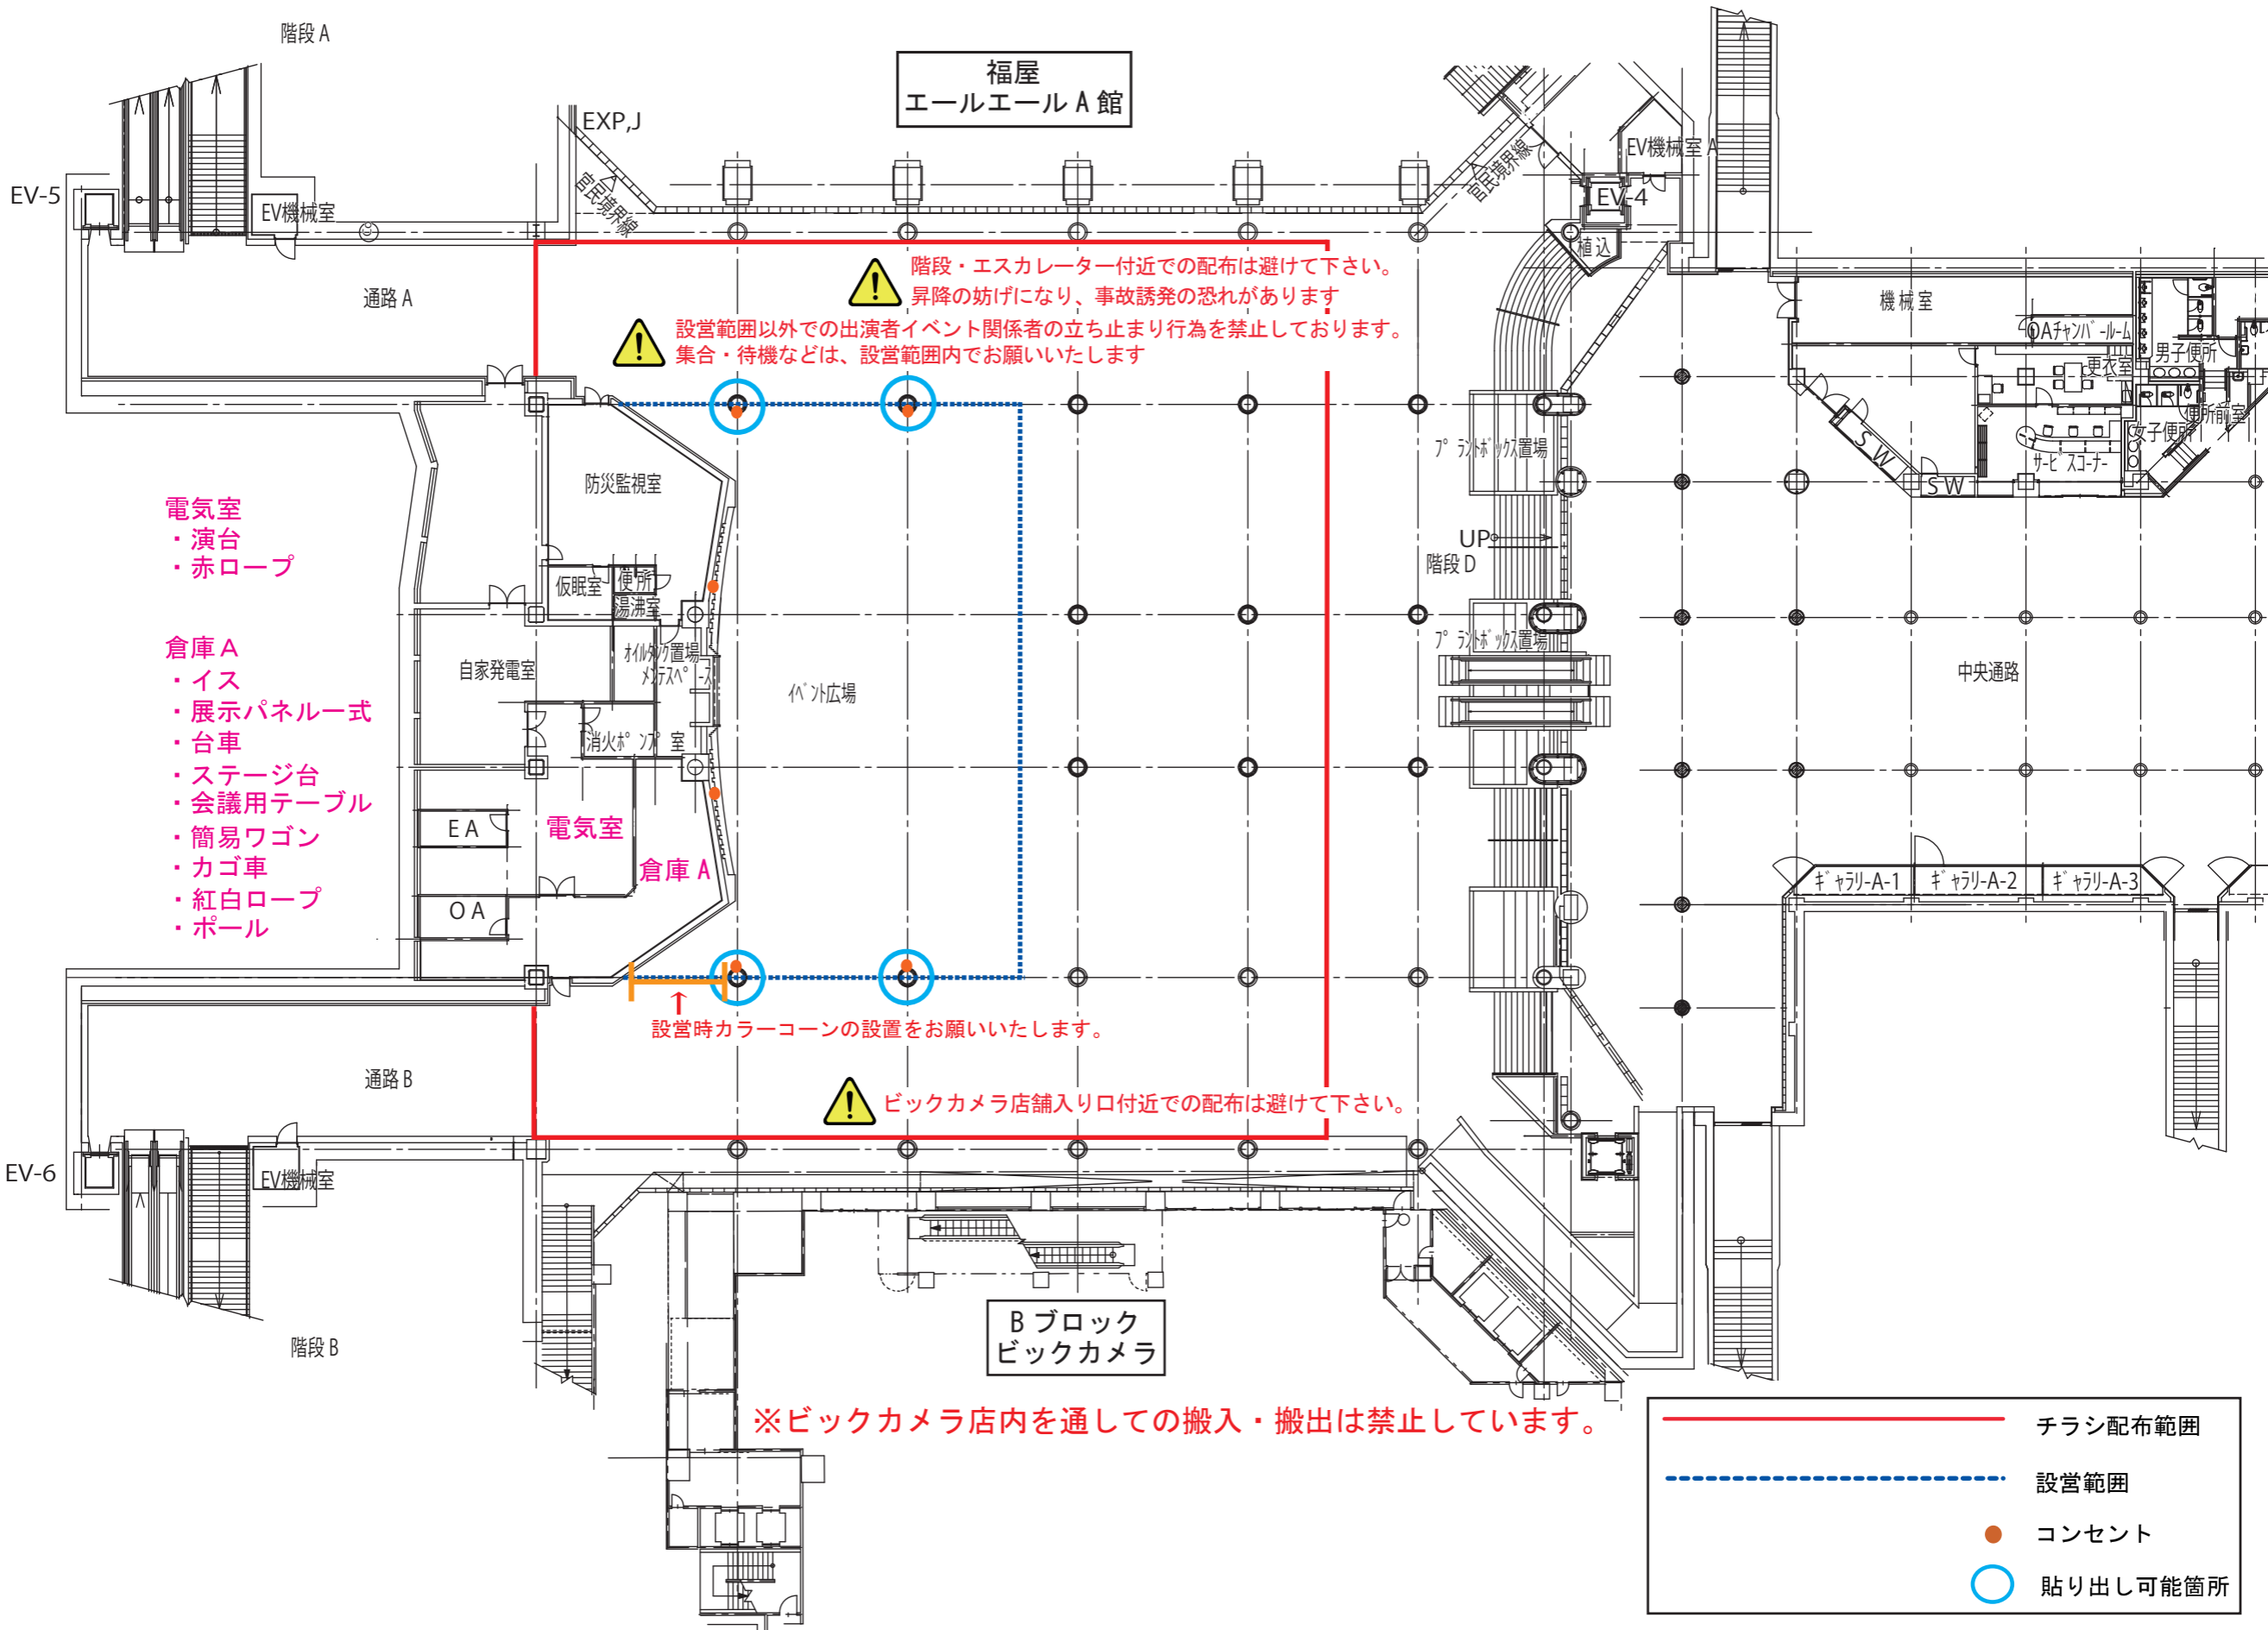 階段 A
福屋
エールエール A 館
EXP,J
官民境界線
官民境界線
EV機械室 A
EV-4
植込
EV-5
EV機械室
通路 A
階段・エスカレーター付近での配布は避けて下さい。
昇降の妨げになり、事故誘発の恐れがあります
設営範囲以外での出演者イベント関係者の立ち止まり行為を禁止しております。
集合・待機などは、設営範囲内でお願いいたします
機械室
OAチャンバールーム
男子便所
更衣室
便所前室
女子便所
サービスコーナー
SW
SW
プラントボックス置場
防災監視室
電気室
・演台
・赤ロープ
UP
階段 D
仮眠室
便所
湯沸室
プラントボックス置場
倉庫 A
・イス
・展示パネル一式
・台車
・ステージ台
・会議用テーブル
・簡易ワゴン
・カゴ車
・紅白ロープ
・ポール
自家発電室
オイルタンク置場
メンテスペース
イベント広場
中央通路
消火ポンプ室
EA
電気室
倉庫 A
OA
ギャラリ-A-1
ギャラリ-A-2
ギャラリ-A-3
↑
設営時カラーコーンの設置をお願いいたします。
通路 B
ビックカメラ店舗入り口付近での配布は避けて下さい。
EV-6
EV機械室
階段 B
B ブロック
ビックカメラ
※ビックカメラ店内を通しての搬入・搬出は禁止しています。
チラシ配布範囲
設営範囲
コンセント
貼り出し可能箇所